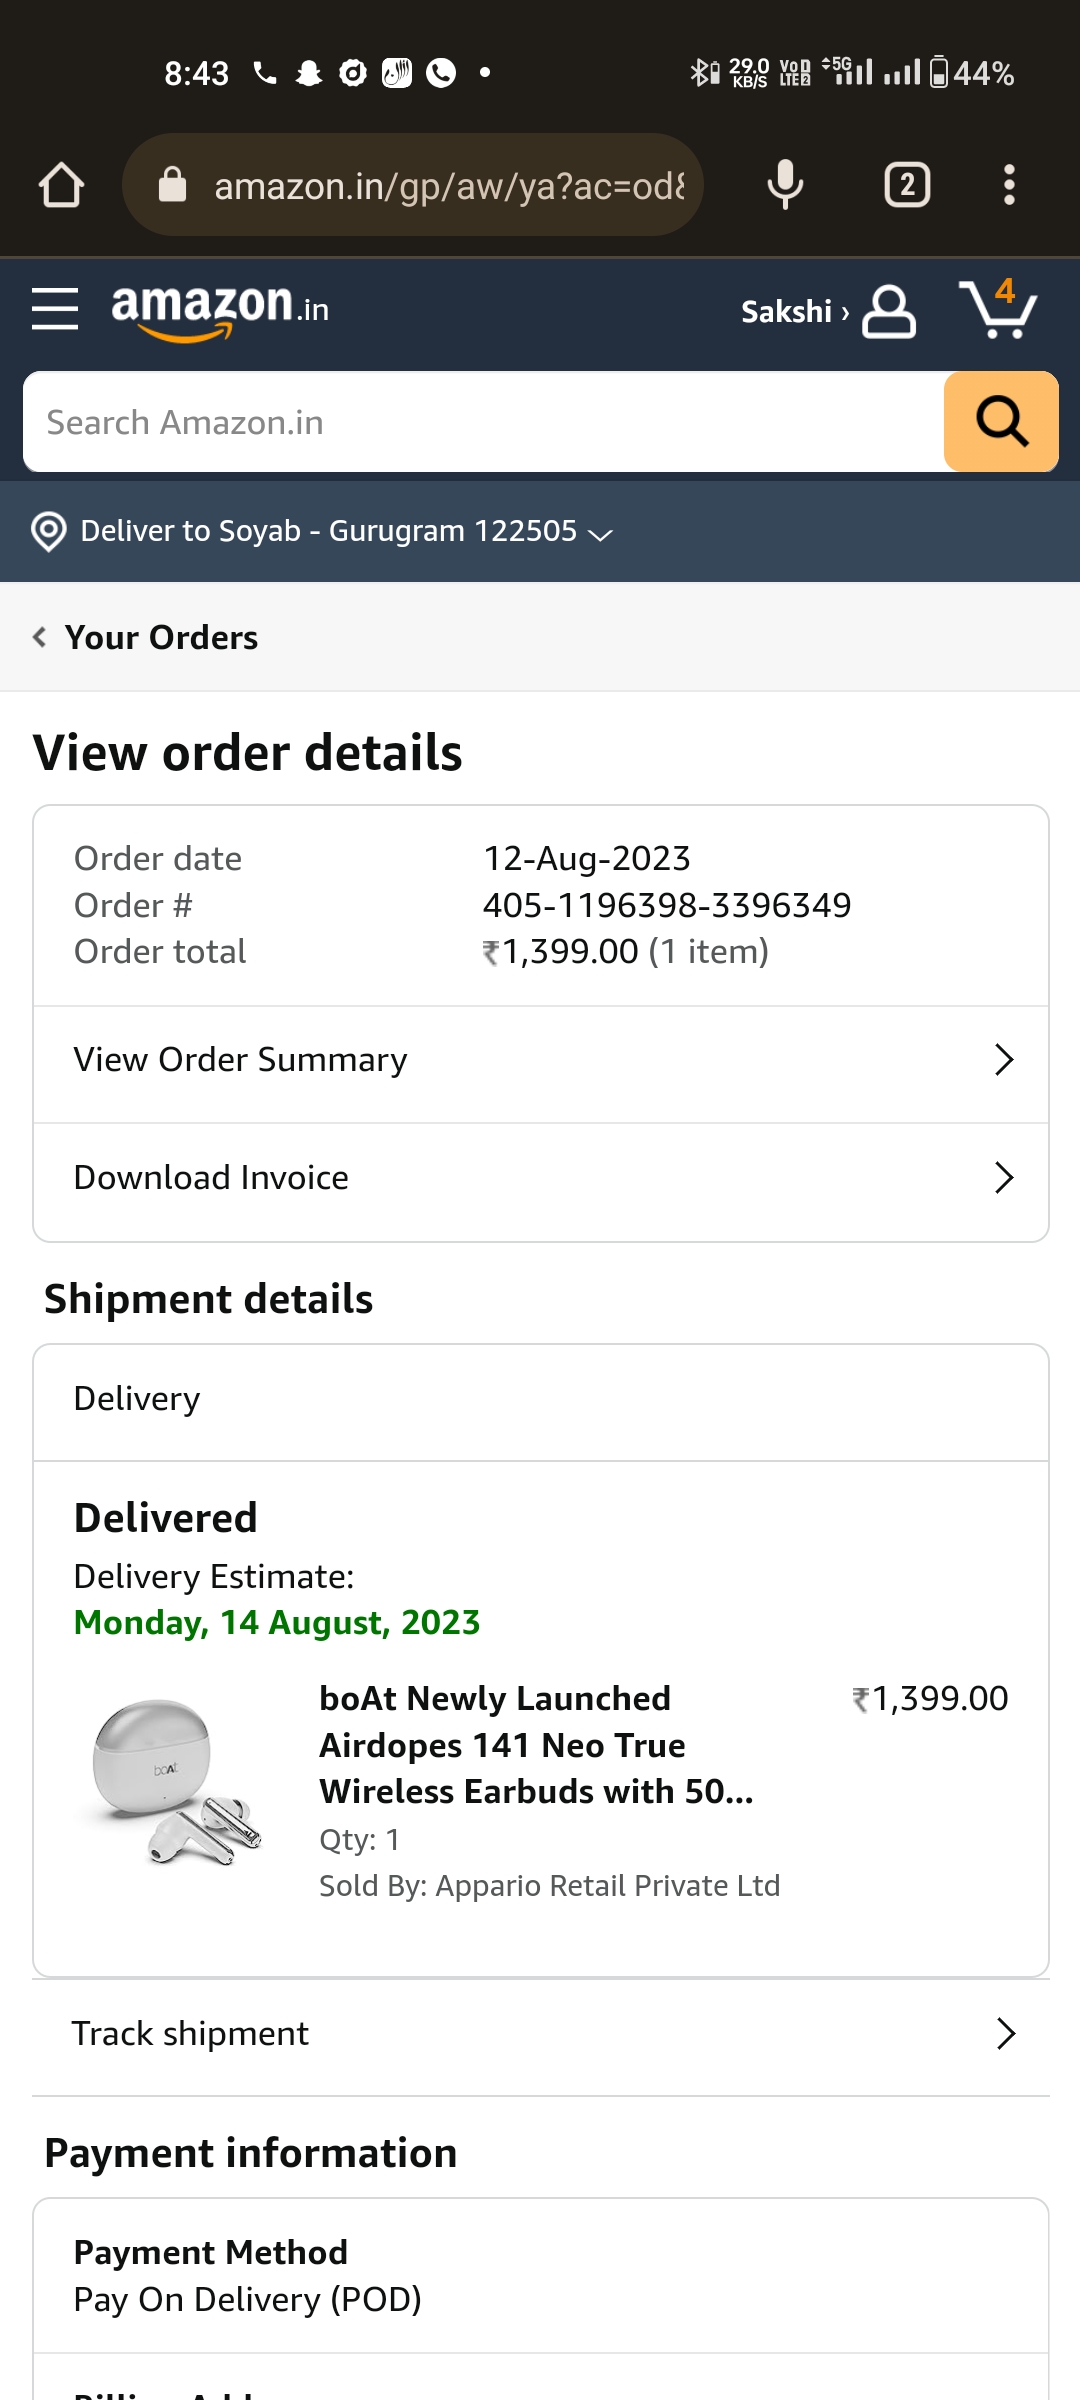 8:43 29.0 KB/S VoD LTE2 5G 44%
amazon.in/gp/aw/ya?ac=od& 2
amazon.in Sakshi › 4
Search Amazon.in
Deliver to Soyab - Gurugram 122505
Your Orders
View order details
Order date 12-Aug-2023
Order # 405-1196398-3396349
Order total ₹1,399.00 (1 item)
View Order Summary
Download Invoice
Shipment details
Delivery
Delivered
Delivery Estimate:
Monday, 14 August, 2023
boAt
boAt Newly Launched ₹1,399.00
Airdopes 141 Neo True
Wireless Earbuds with 50...
Qty: 1
Sold By: Appario Retail Private Ltd
Track shipment
Payment information
Payment Method
Pay On Delivery (POD)